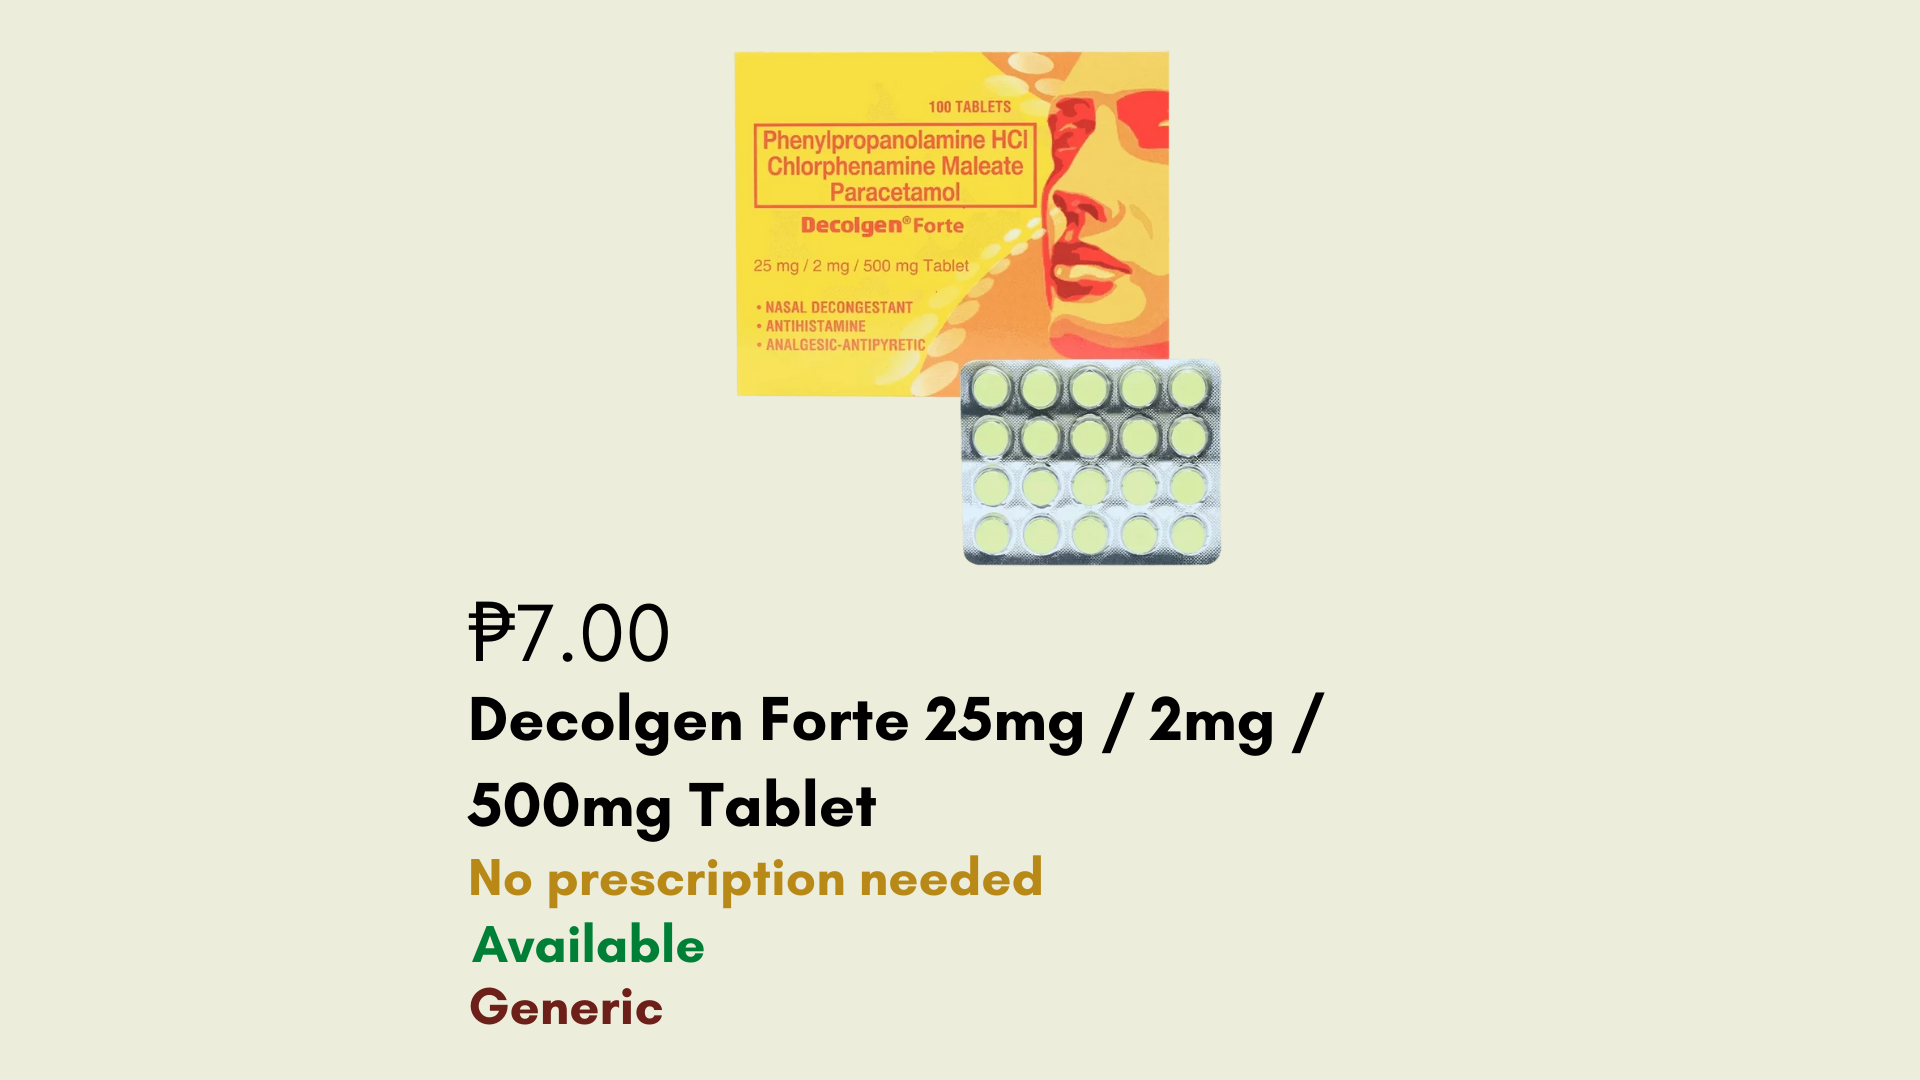 100 TABLETS
Phenylpropanolamine HCl
Chlorphenamine Maleate
Paracetamol
Decolgen® Forte
25 mg / 2 mg / 500 mg Tablet
• NASAL DECONGESTANT
• ANTIHISTAMINE
• ANALGESIC-ANTIPYRETIC
₱7.00
Decolgen Forte 25mg / 2mg /
500mg Tablet
No prescription needed
Available
Generic